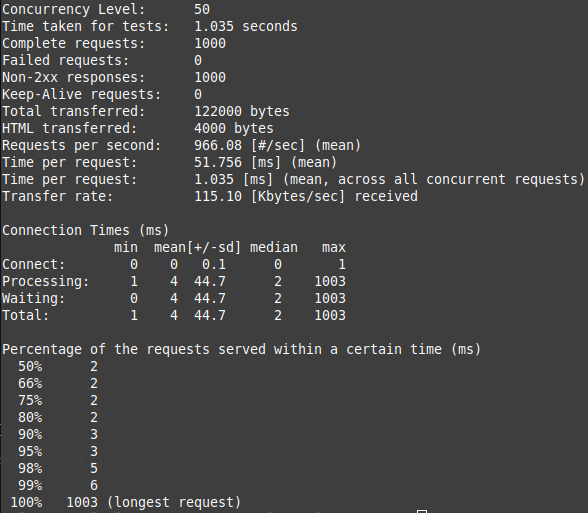 Concurrency Level:      50
Time taken for tests:   1.035 seconds
Complete requests:      1000
Failed requests:        0
Non-2xx responses:      1000
Keep-Alive requests:    0
Total transferred:      122000 bytes
HTML transferred:       4000 bytes
Requests per second:    966.08 [#/sec] (mean)
Time per request:       51.756 [ms] (mean)
Time per request:       1.035 [ms] (mean, across all concurrent requests)
Transfer rate:          115.10 [Kbytes/sec] received

Connection Times (ms)
              min  mean[+/-sd] median   max
Connect:        0    0   0.1      0       1
Processing:     1    4  44.7      2    1003
Waiting:        0    4  44.7      2    1003
Total:          1    4  44.7      2    1003

Percentage of the requests served within a certain time (ms)
  50%      2
  66%      2
  75%      2
  80%      2
  90%      3
  95%      3
  98%      5
  99%      6
 100%   1003 (longest request)